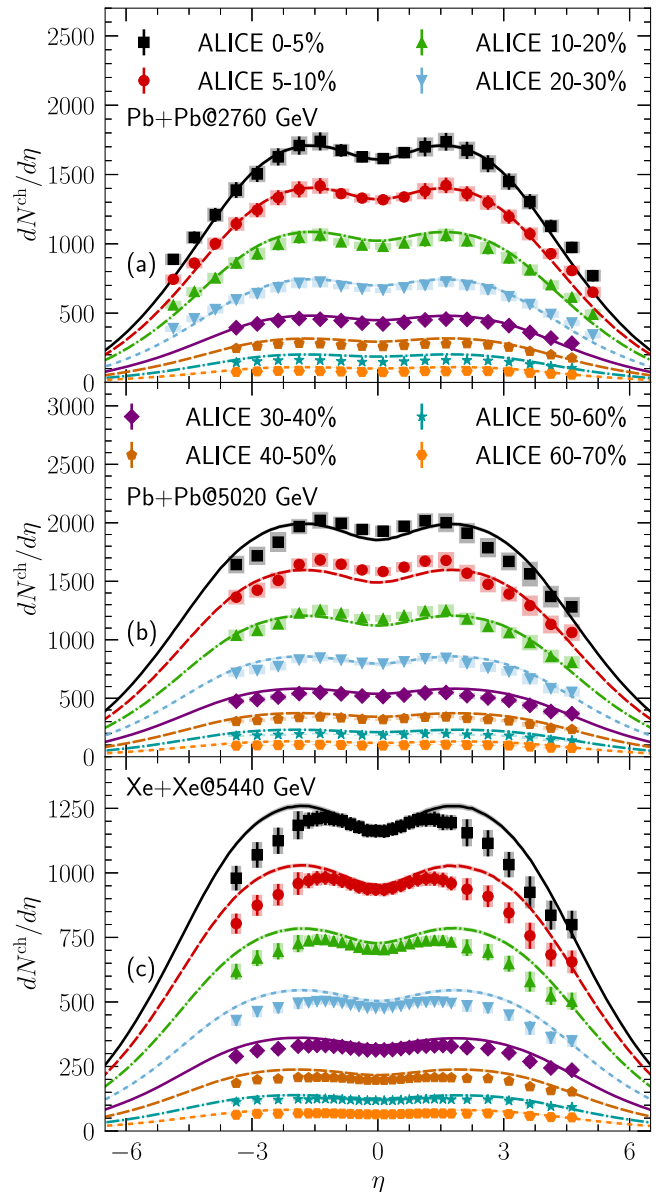 2500
ALICE 0-5% ALICE 10-20%
ALICE 5-10% ALICE 20-30%
2000
Pb+Pb@2760 GeV
1500
dN^ch/dη
1000
(a)
500
0
3000
ALICE 30-40% ALICE 50-60%
ALICE 40-50% ALICE 60-70%
2500
Pb+Pb@5020 GeV
2000
1500
dN^ch/dη
(b)
1000
500
0
Xe+Xe@5440 GeV
1250
1000
dN^ch/dη
750
(c)
500
250
0
−6 −3 0 3 6
η